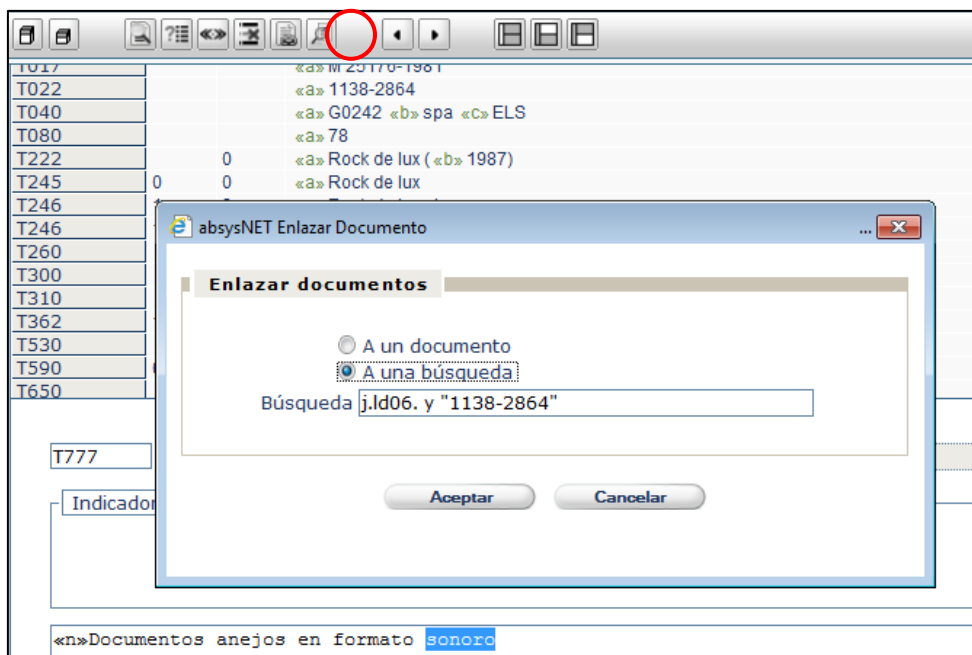 ?
«»
T017 «a» M 25176-1981
T022 «a» 1138-2864
T040 «a» G0242 «b» spa «c» ELS
T080 «a» 78
T222 0 «a» Rock de lux ( «b» 1987)
T245 0 0 «a» Rock de lux
T246
T246
T260
T300
T310
T362
T530
T590
T650
absysNET Enlazar Documento ...
Enlazar documentos
A un documento
A una búsqueda
Búsqueda j.ld06. y "1138-2864"
Aceptar Cancelar
T777
Indicador
«n»Documentos anejos en formato sonoro